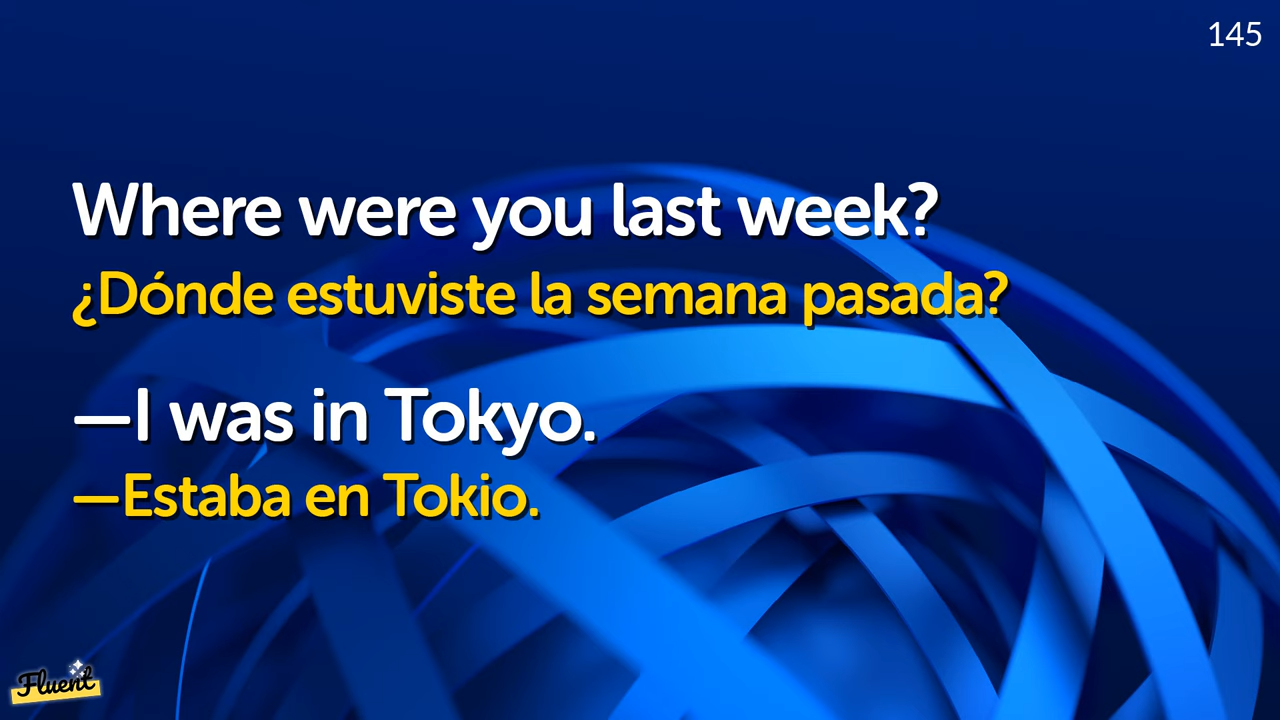 145
Where were you last week?
¿Dónde estuviste la semana pasada?
—I was in Tokyo.
—Estaba en Tokio.
Fluent